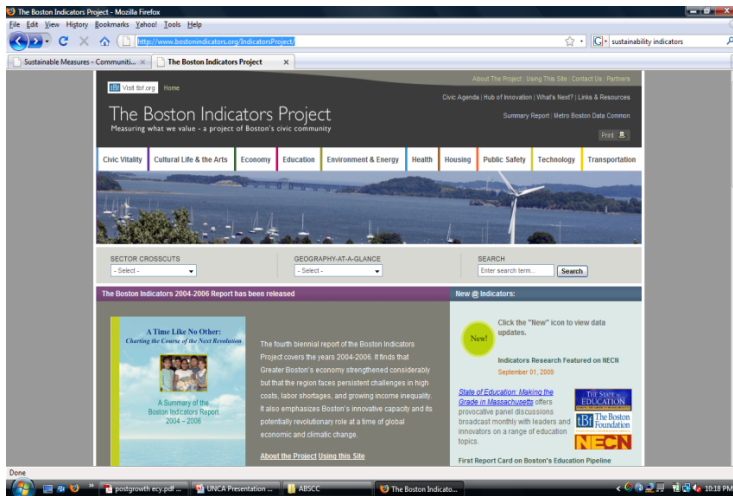 The Boston Indicators Project - Mozilla Firefox
File Edit View History Bookmarks Yahoo! Tools Help
http://www.bostonindicators.org/IndicatorsProject/
sustainability indicators
Sustainable Measures - Communiti...
The Boston Indicators Project
About The Project | Using This Site | Contact Us | Partners
tBf Visit tbf.org Home
Civic Agenda | Hub of Innovation | What's Next? | Links & Resources
The Boston Indicators Project
Summary Report | Metro Boston Data Common
Measuring what we value - a project of Boston's civic community
Print
Civic Vitality Cultural Life & the Arts Economy Education Environment & Energy Health Housing Public Safety Technology Transportation
SECTOR CROSSCUTS GEOGRAPHY-AT-A-GLANCE SEARCH
- Select - - Select - Enter search term... Search
The Boston Indicators 2004-2006 Report has been released
A Time Like No Other:
Charting the Course of the Next Revolution
A Summary of the
Boston Indicators Report
2004 – 2006
The fourth biennial report of the Boston Indicators
Project covers the years 2004-2006. It finds that
Greater Boston's economy strengthened considerably
but that the region faces persistent challenges in high
costs, labor shortages, and growing income inequality.
It also emphasizes Boston's innovative capacity and its
potentially revolutionary role at a time of global
economic and climatic change.
About the Project Using this Site
New @ Indicators:
New!
Click the "New" icon to view data
updates.
Indicators Research Featured on NECN
September 01, 2009
State of Education: Making the
Grade in Massachusetts offers
provocative panel discussions
broadcast monthly with leaders and
innovators on a range of education
topics.
THE STATE OF
EDUCATION
tBf The Boston
Foundation
NECN
First Report Card on Boston's Education Pipeline
Done
postgrowth ecy.pdf ... UNCA Presentation ... ABSCC The Boston Indicato... 10:18 PM